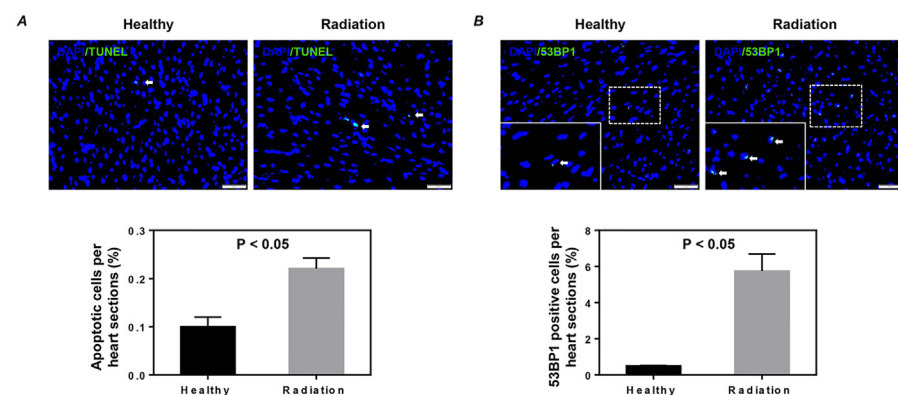 A
Healthy
Radiation
DAPI/TUNEL
DAPI/TUNEL
Apoptotic cells per
heart sections (%)
0.3
0.2
0.1
0.0
P < 0.05
Healthy
Radiation
B
Healthy
Radiation
DAPI/53BP1
DAPI/53BP1
53BP1 positive cells per
heart sections (%)
8
6
4
2
0
P < 0.05
Healthy
Radiation